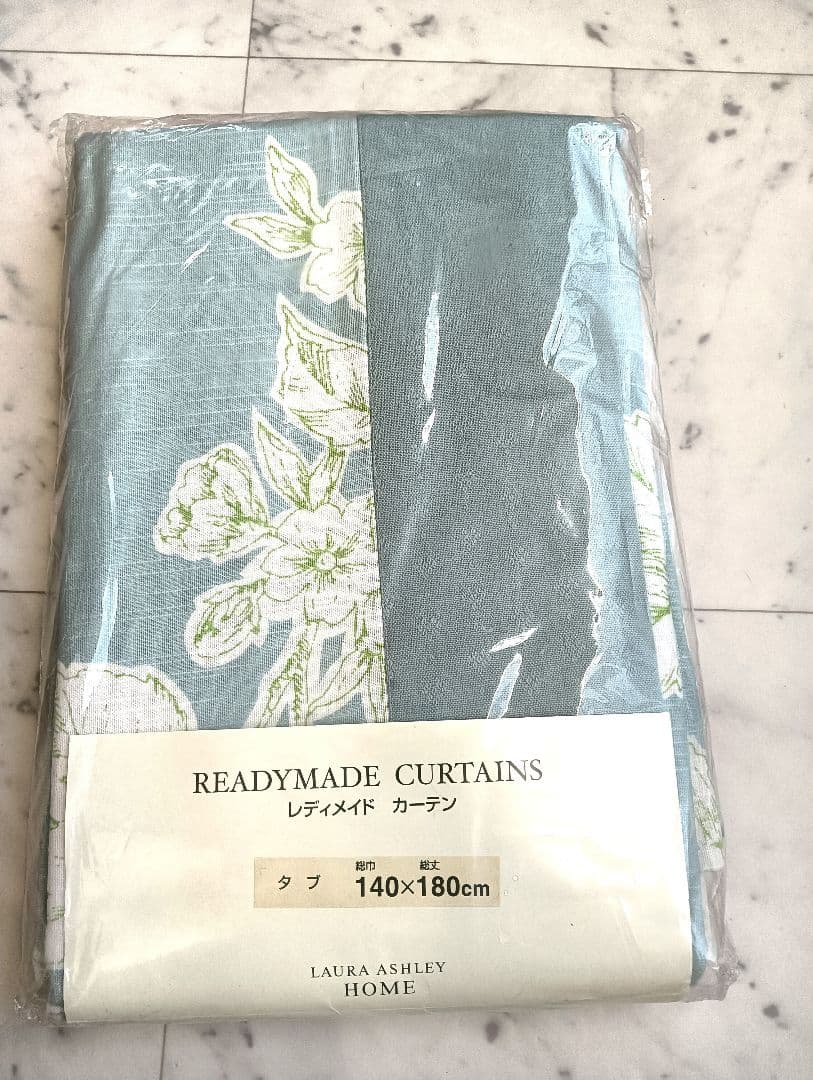 READYMADE CURTAINS
レディメイド カーテン
総巾 総丈
タブ 140×180cm
LAURA ASHLEY
HOME